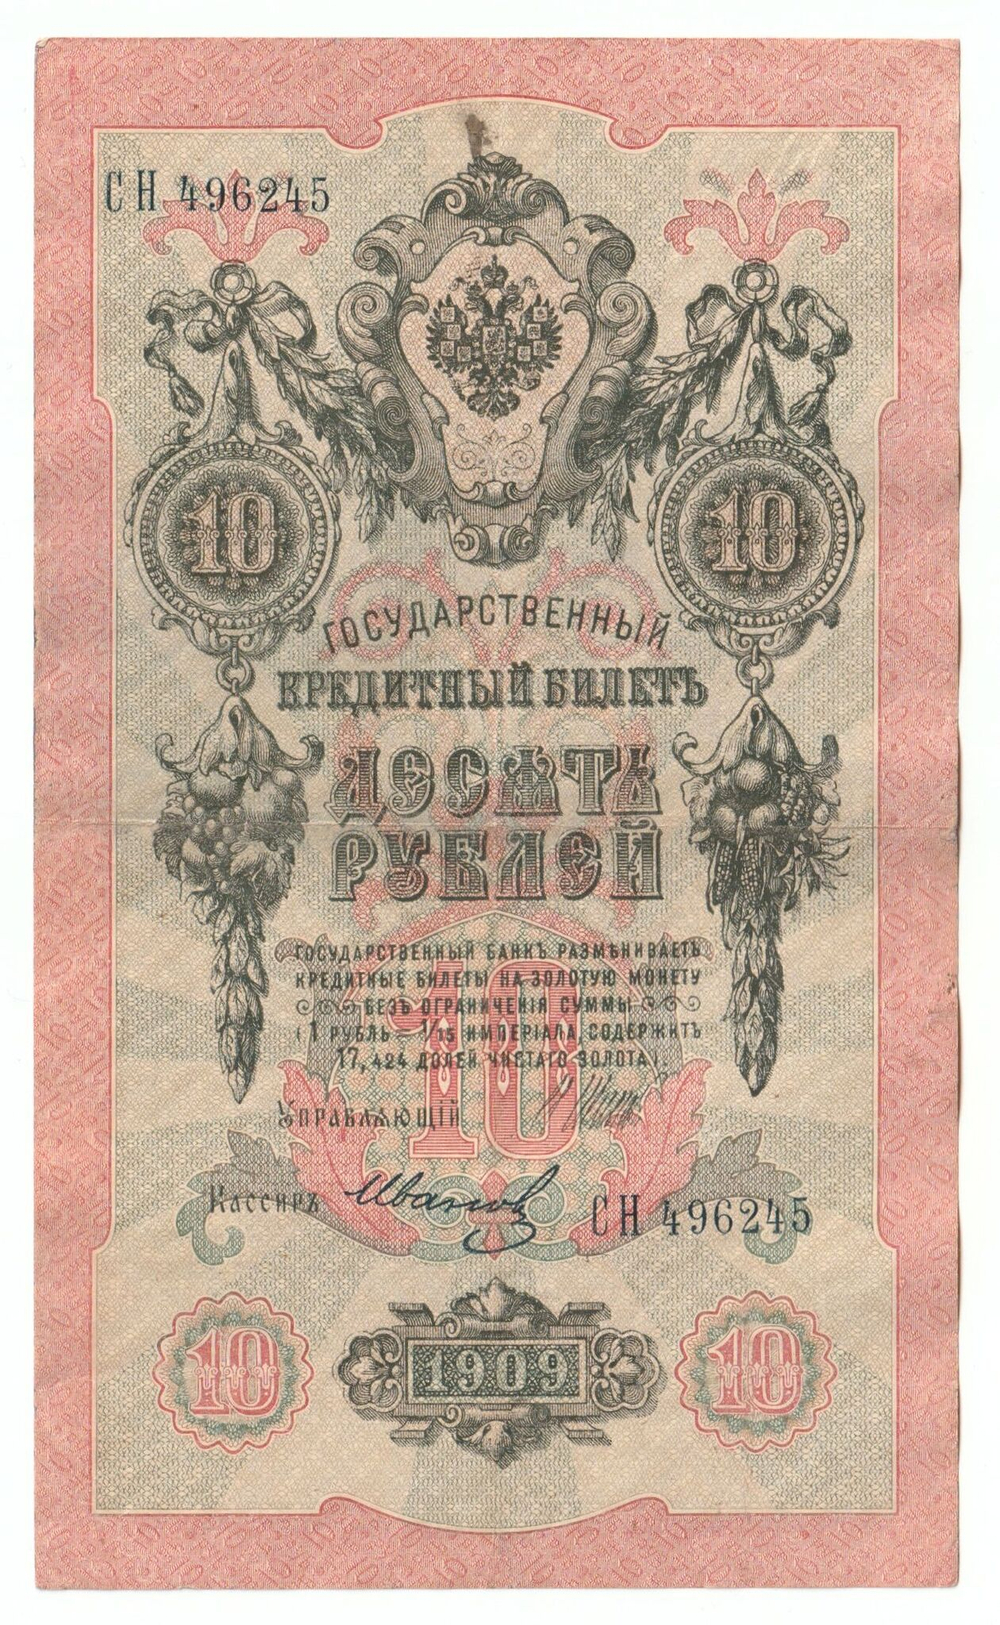 СН 496245
10 10
ГОСУДАРСТВЕННЫЙ
КРЕДИТНЫЙ БИЛЕТЪ
ДЕСЯТЬ
РУБЛЕЙ
ГОСУДАРСТВЕННЫЙ БАНКЪ РАЗМѢНИВАЕТЪ
КРЕДИТНЫЕ БИЛЕТЫ НА ЗОЛОТУЮ МОНЕТУ
БЕЗЪ ОГРАНИЧЕНІЯ СУММЫ
(1 РУБЛЬ = 1/15 ИМПЕРІАЛА, СОДЕРЖИТЪ
17,424 ДОЛЕЙ ЧИСТАГО ЗОЛОТА).
10
УПРАВЛЯЮЩІЙ
КАССИРЪ Иванов СН 496245
10 1909 10